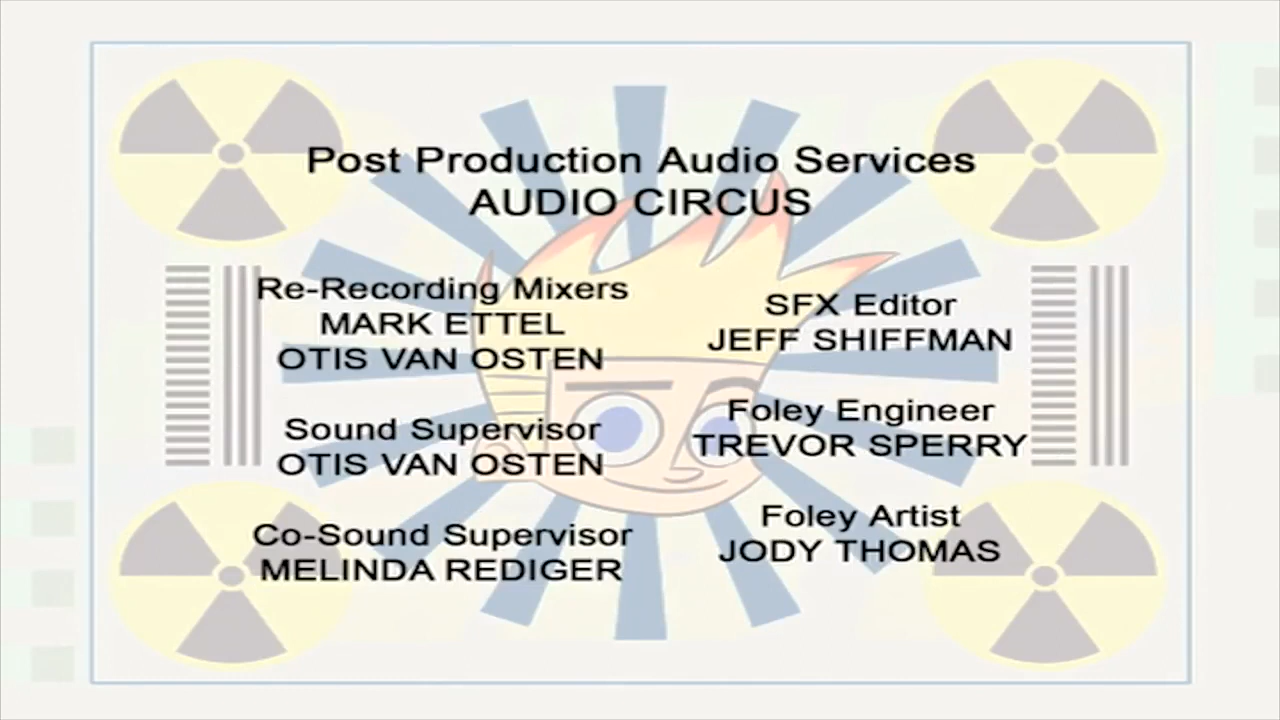 Post Production Audio Services
AUDIO CIRCUS
Re-Recording Mixers
MARK ETTEL
OTIS VAN OSTEN
Sound Supervisor
OTIS VAN OSTEN
Co-Sound Supervisor
MELINDA REDIGER
SFX Editor
JEFF SHIFFMAN
Foley Engineer
TREVOR SPERRY
Foley Artist
JODY THOMAS